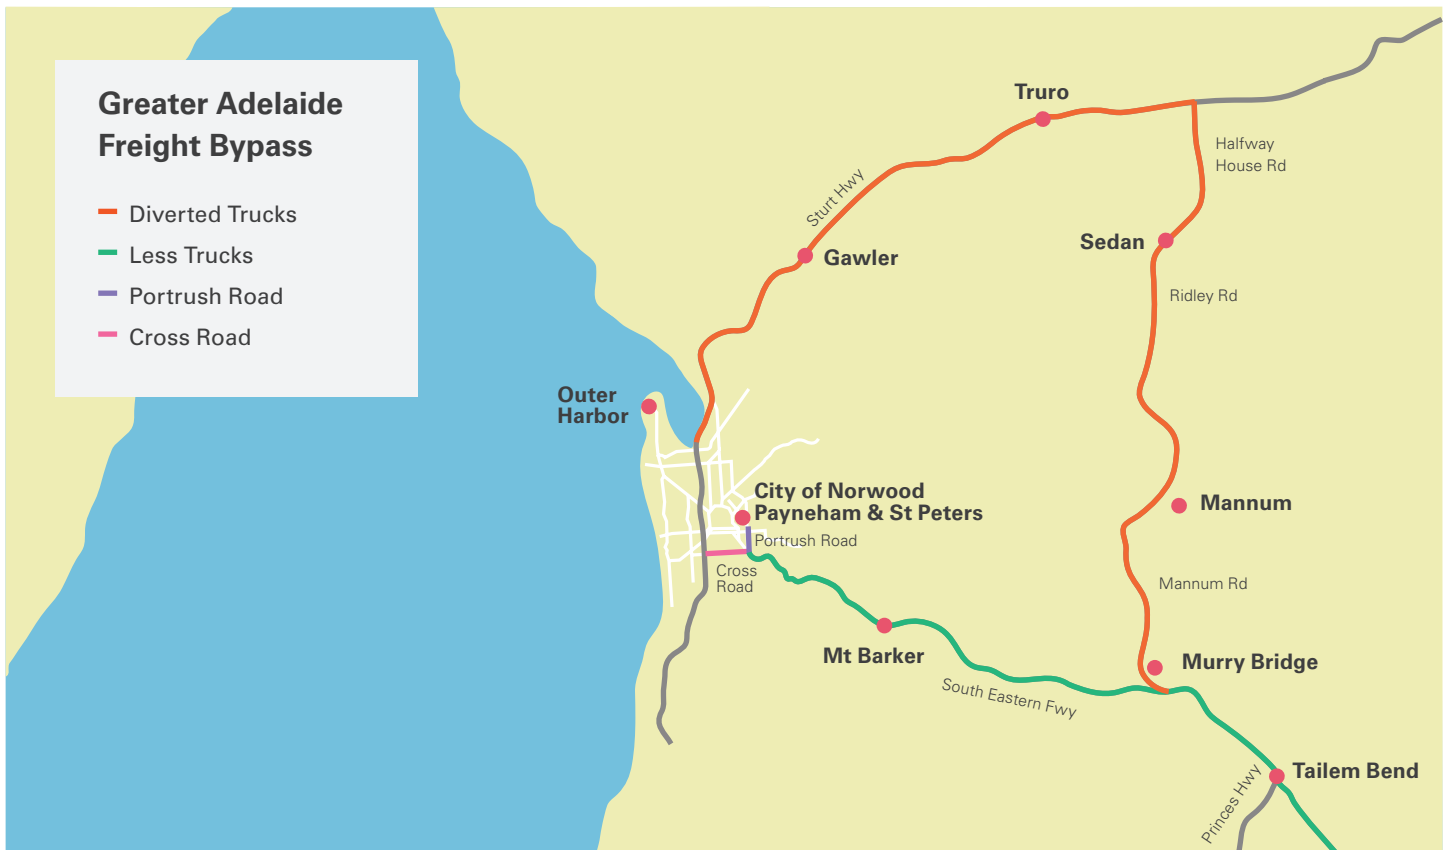 Greater Adelaide
Freight Bypass
Diverted Trucks
Less Trucks
Portrush Road
Cross Road
Truro
Halfway
House Rd
Sturt Hwy
Sedan
Gawler
Ridley Rd
Outer
Harbor
City of Norwood
Payneham & St Peters
Mannum
Portrush Road
Cross
Road
Mannum Rd
Mt Barker
Murry Bridge
South Eastern Fwy
Tailem Bend
Princes Hwy